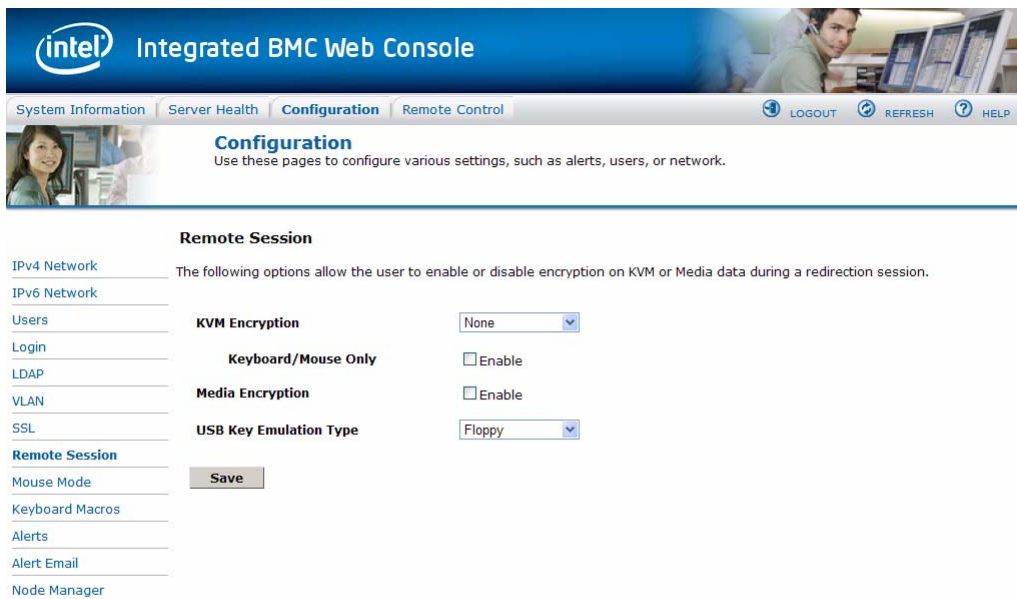 intel Integrated BMC Web Console
System Information Server Health Configuration Remote Control LOGOUT REFRESH HELP
Configuration
Use these pages to configure various settings, such as alerts, users, or network.
Remote Session
The following options allow the user to enable or disable encryption on KVM or Media data during a redirection session.
IPv4 Network
IPv6 Network
Users
Login
LDAP
VLAN
SSL
Remote Session
Mouse Mode
Keyboard Macros
Alerts
Alert Email
Node Manager
KVM Encryption None
Keyboard/Mouse Only Enable
Media Encryption Enable
USB Key Emulation Type Floppy
Save